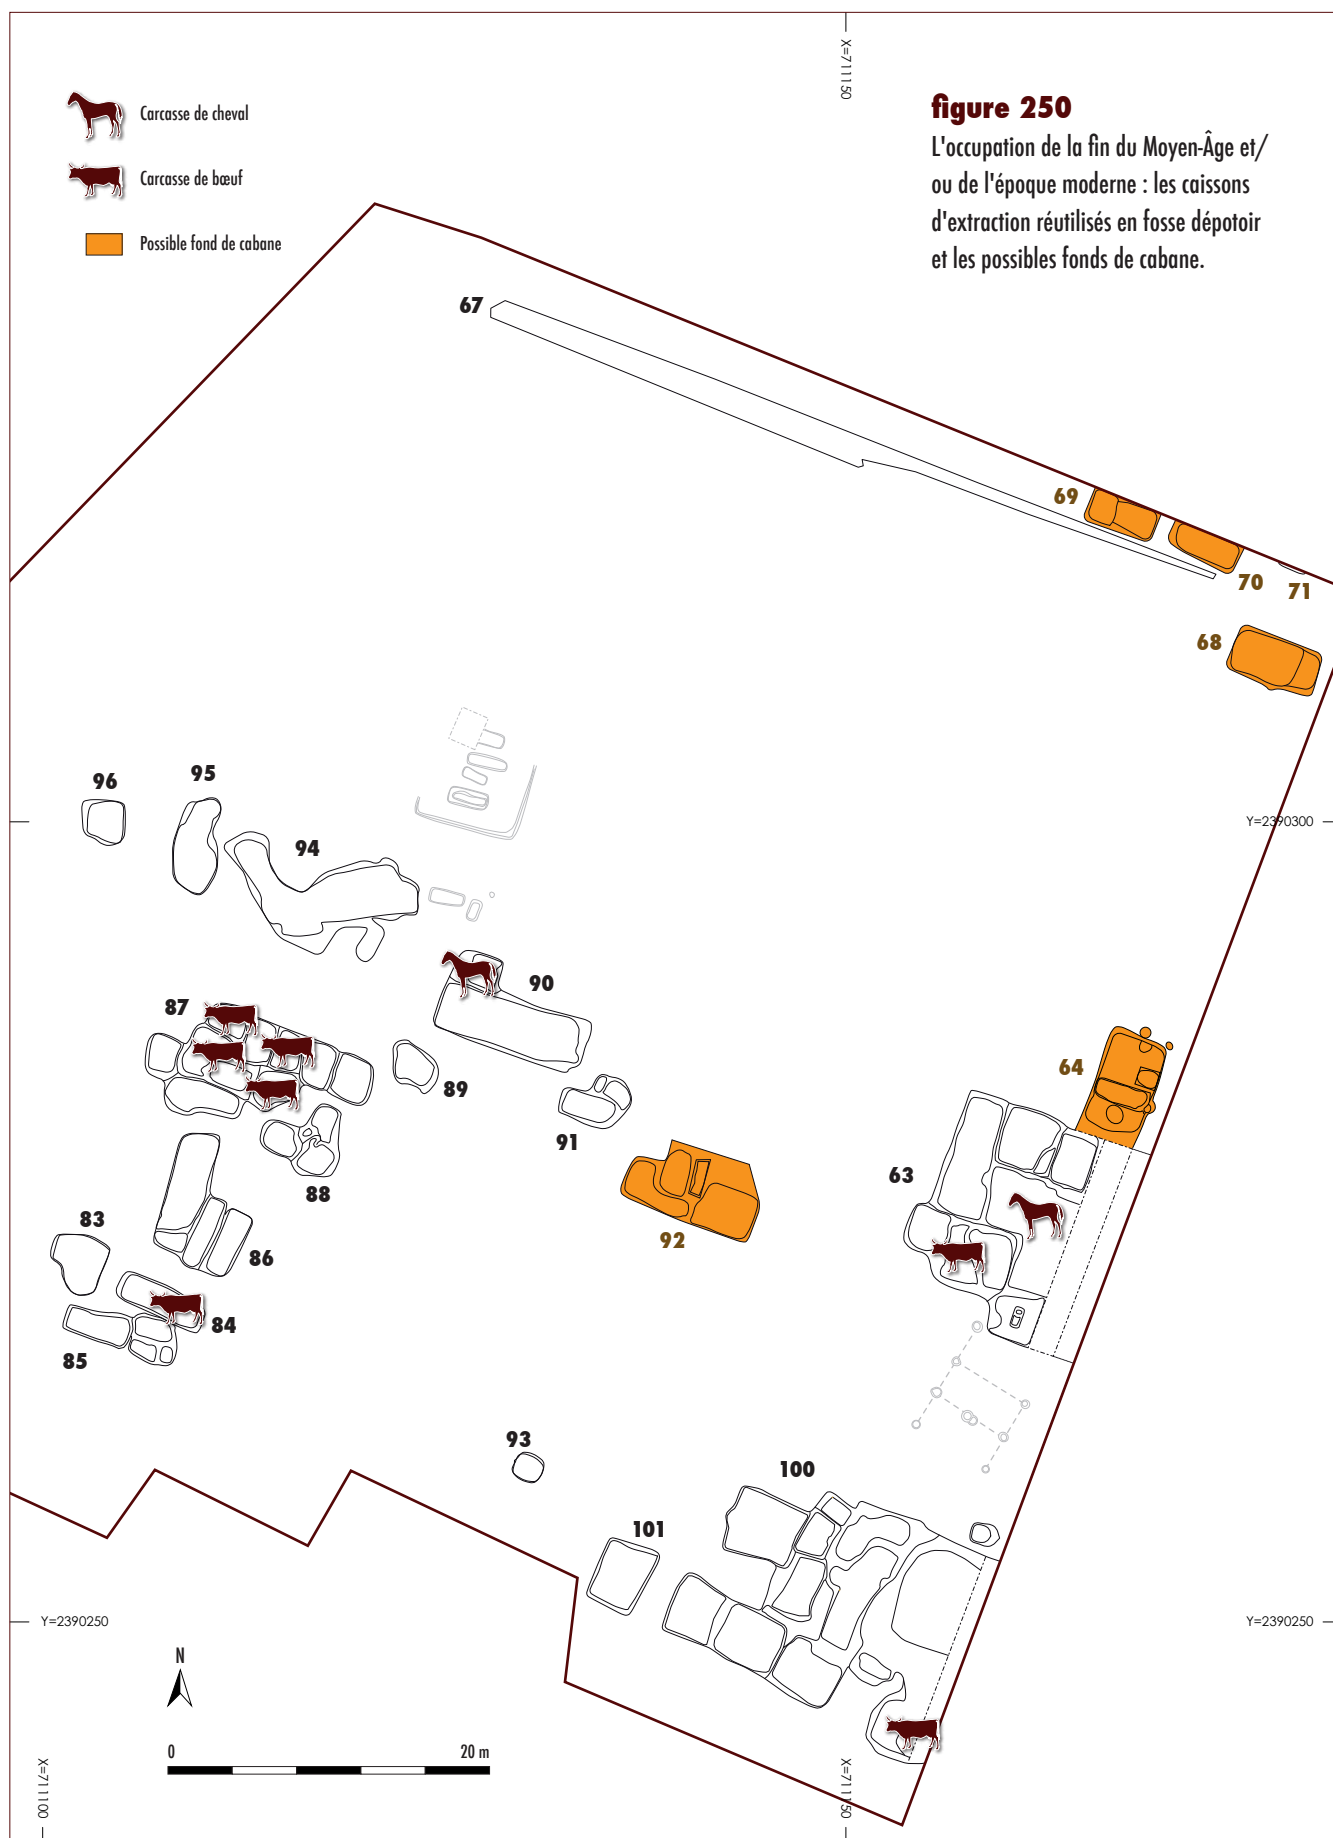 X=711150
figure 250
L'occupation de la fin du Moyen-Âge et/
ou de l'époque moderne : les caissons
d'extraction réutilisés en fosse dépotoir
et les possibles fonds de cabane.
Carcasse de cheval
Carcasse de bœuf
Possible fond de cabane
67
69
70
71
68
96
95
94
Y=2390300
90
87
89
64
91
88
63
83
86
92
84
85
93
100
101
Y=2390250
Y=2390250
N
0
20 m
X=711100
X=711150